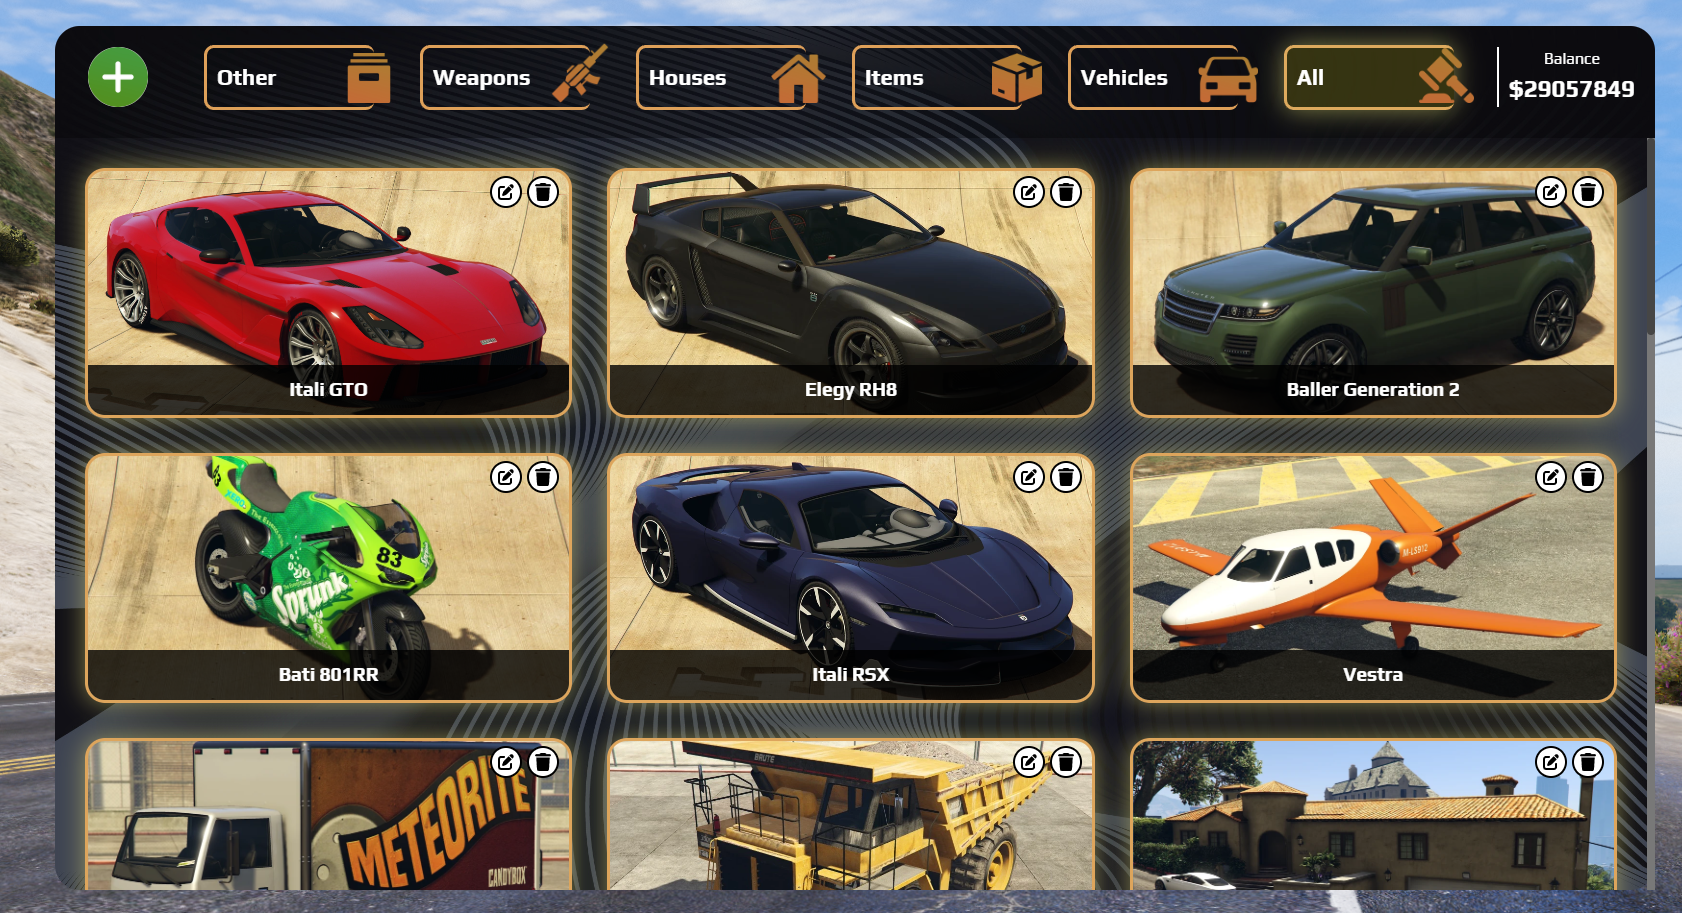 Other
Weapons
Houses
Items
Vehicles
All
Balance
$29057849
Itali GTO
Elegy RH8
Baller Generation 2
83
Sprunk
M-LS912
Bati 801RR
Itali RSX
Vestra
METEORITE
CANDYBOX
BRUTE